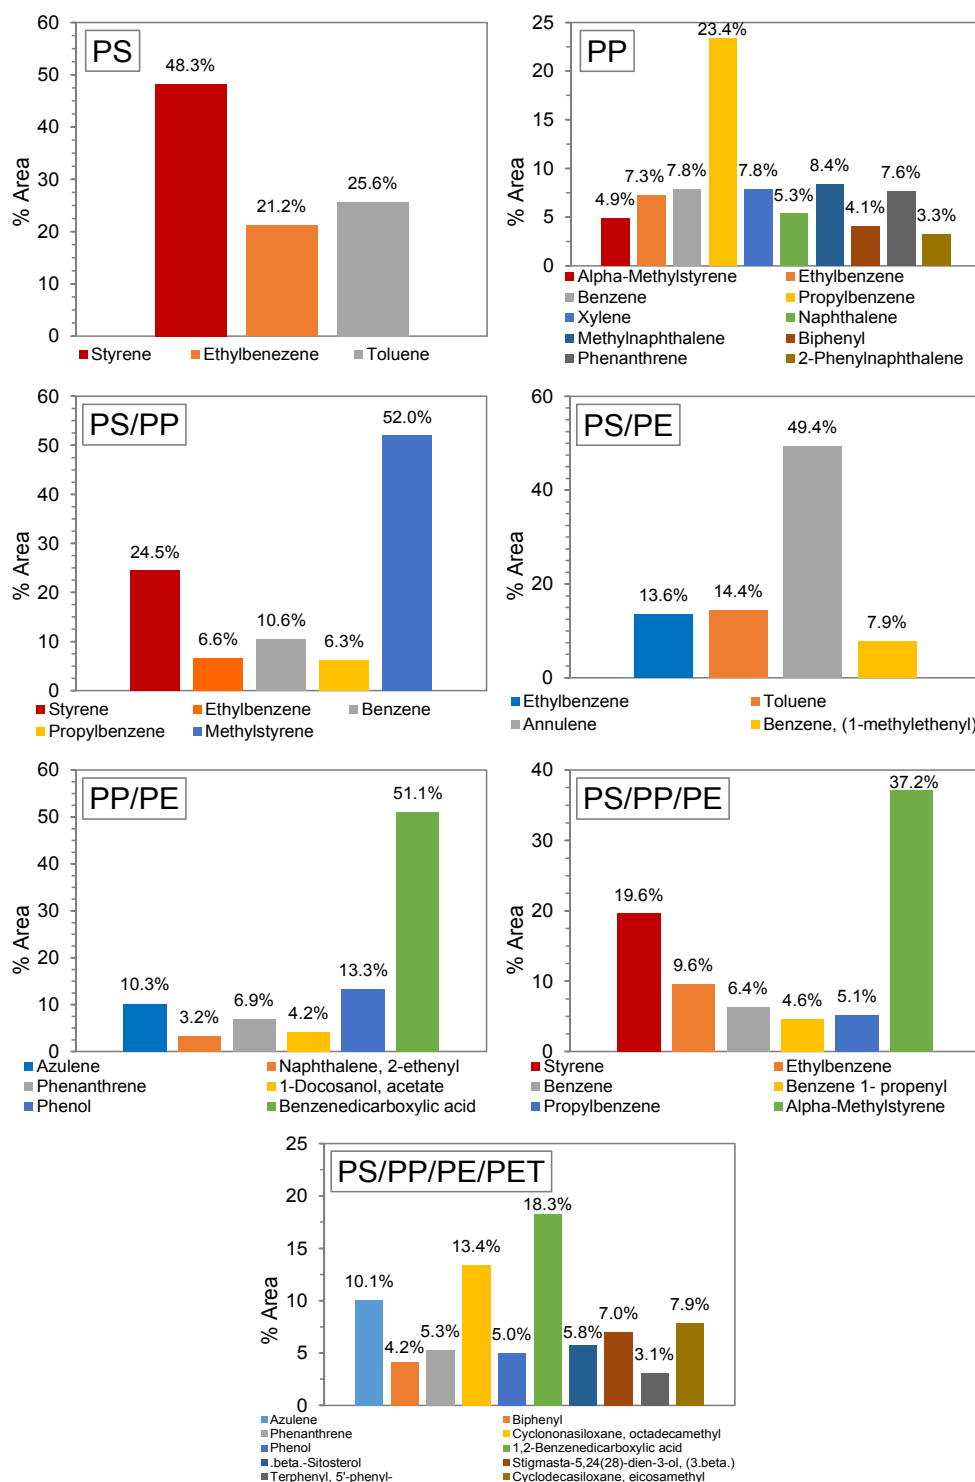 PS
% Area
60
50
40
30
20
10
0
48.3%
21.2%
25.6%
Styrene Ethylbenezene Toluene
PP
% Area
25
20
15
10
5
0
4.9%
7.3%
7.8%
23.4%
7.8%
5.3%
8.4%
4.1%
7.6%
3.3%
Alpha-Methylstyrene Ethylbenzene
Benzene Propylbenzene
Xylene Naphthalene
Methylnaphthalene Biphenyl
Phenanthrene 2-Phenylnaphthalene
PS/PP
% Area
60
50
40
30
20
10
0
24.5%
6.6%
10.6%
6.3%
52.0%
Styrene Ethylbenzene Benzene
Propylbenzene Methylstyrene
PS/PE
% Area
60
40
20
0
13.6%
14.4%
49.4%
7.9%
Ethylbenzene Toluene
Annulene Benzene, (1-methylethenyl)
PP/PE
% Area
60
50
40
30
20
10
0
10.3%
3.2%
6.9%
4.2%
13.3%
51.1%
Azulene Naphthalene, 2-ethenyl
Phenanthrene 1-Docosanol, acetate
Phenol Benzenedicarboxylic acid
PS/PP/PE
% Area
40
30
20
10
0
19.6%
9.6%
6.4%
4.6%
5.1%
37.2%
Styrene Ethylbenzene
Benzene Benzene 1- propenyl
Propylbenzene Alpha-Methylstyrene
PS/PP/PE/PET
% Area
25
20
15
10
5
0
10.1%
4.2%
5.3%
13.4%
5.0%
18.3%
5.8%
7.0%
3.1%
7.9%
Azulene Biphenyl
Phenanthrene Cyclononasiloxane, octadecamethyl
Phenol 1,2-Benzenedicarboxylic acid
.beta.-Sitosterol Stigmasta-5,24(28)-dien-3-ol, (3.beta.)
Terphenyl, 5'-phenyl- Cyclodecasiloxane, eicosamethyl